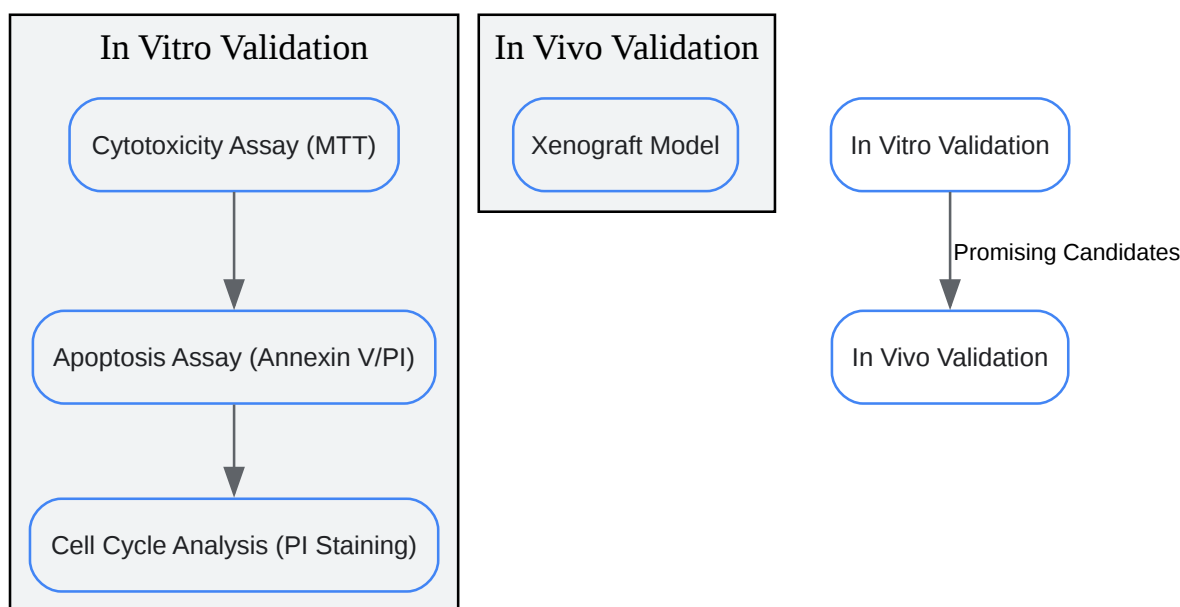 In Vitro Validation
Cytotoxicity Assay (MTT)
Apoptosis Assay (Annexin V/PI)
Cell Cycle Analysis (PI Staining)
In Vivo Validation
Xenograft Model
In Vitro Validation
Promising Candidates
In Vivo Validation